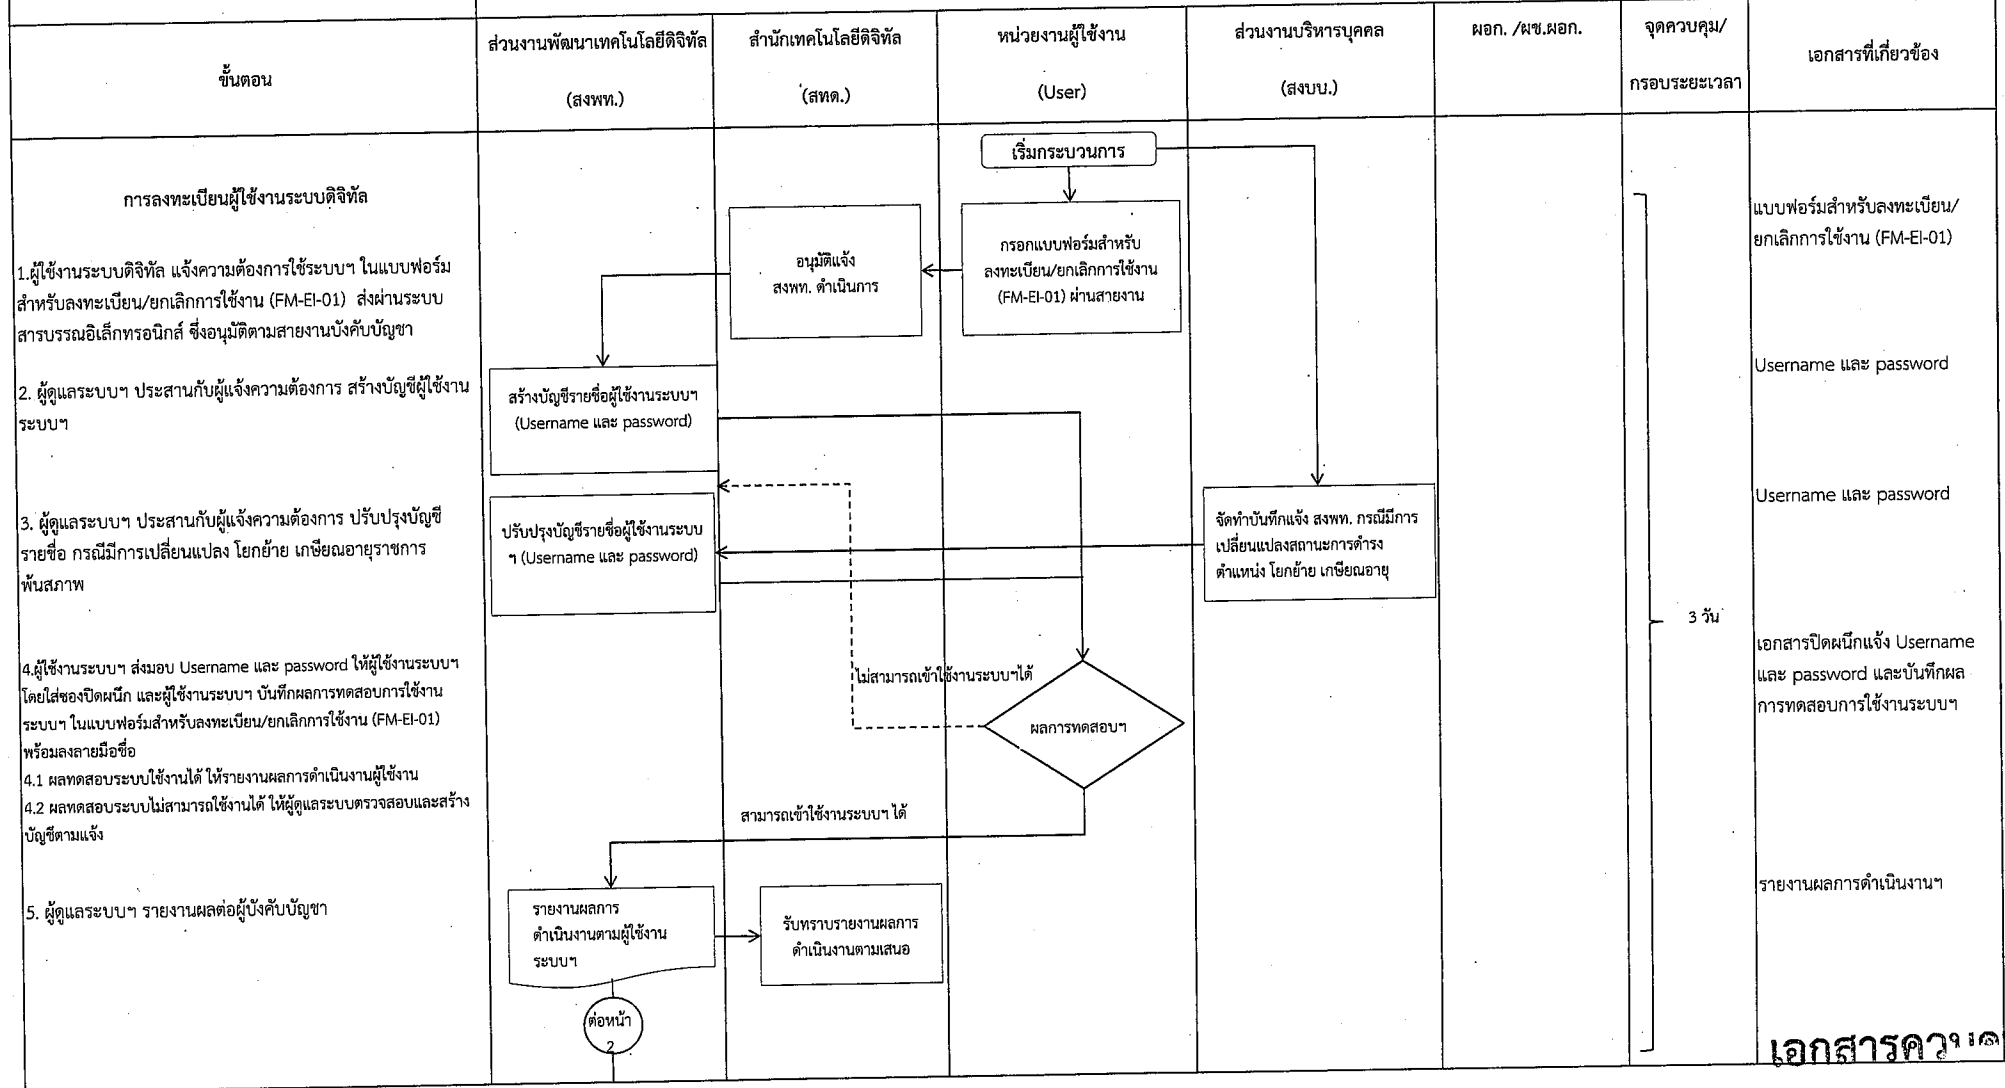 ขั้นตอน
ส่วนงานพัฒนาเทคโนโลยีดิจิทัล
(สงพท.)
สำนักเทคโนโลยีดิจิทัล
(สทด.)
หน่วยงานผู้ใช้งาน
(User)
ส่วนงานบริหารบุคคล
(สงบบ.)
ผอก. /ผช.ผอก.
จุดควบคุม/
กรอบระยะเวลา
เอกสารที่เกี่ยวข้อง
การลงทะเบียนผู้ใช้งานระบบดิจิทัล
1.ผู้ใช้งานระบบดิจิทัล แจ้งความต้องการใช้ระบบฯ ในแบบฟอร์ม
สำหรับลงทะเบียน/ยกเลิกการใช้งาน (FM-EI-01) ส่งผ่านระบบ
สารบรรณอิเล็กทรอนิกส์ ซึ่งอนุมัติตามสายงานบังคับบัญชา
2. ผู้ดูแลระบบฯ ประสานกับผู้แจ้งความต้องการ สร้างบัญชีผู้ใช้งาน
ระบบฯ
3. ผู้ดูแลระบบฯ ประสานกับผู้แจ้งความต้องการ ปรับปรุงบัญชี
รายชื่อ กรณีมีการเปลี่ยนแปลง โยกย้าย เกษียณอายุราชการ
พ้นสภาพ
4.ผู้ใช้งานระบบฯ ส่งมอบ Username และ password ให้ผู้ใช้งานระบบฯ
โดยใส่ซองปิดผนึก และผู้ใช้งานระบบฯ บันทึกผลการทดสอบการใช้งาน
ระบบฯ ในแบบฟอร์มสำหรับลงทะเบียน/ยกเลิกการใช้งาน (FM-EI-01)
พร้อมลงลายมือชื่อ
4.1 ผลทดสอบระบบใช้งานได้ ให้รายงานผลการดำเนินงานผู้ใช้งาน
4.2 ผลทดสอบระบบไม่สามารถใช้งานได้ ให้ผู้ดูแลระบบตรวจสอบและสร้าง
บัญชีตามแจ้ง
5. ผู้ดูแลระบบฯ รายงานผลต่อผู้บังคับบัญชา
เริ่มกระบวนการ
กรอกแบบฟอร์มสำหรับ
ลงทะเบียน/ยกเลิกการใช้งาน
(FM-EI-01) ผ่านสายงาน
อนุมัติแจ้ง
สงพท. ดำเนินการ
สร้างบัญชีรายชื่อผู้ใช้งานระบบฯ
(Username และ password)
ปรับปรุงบัญชีรายชื่อผู้ใช้งานระบบ
ฯ (Username และ password)
จัดทำบันทึกแจ้ง สงพท. กรณีมีการ
เปลี่ยนแปลงสถานะการดำรง
ตำแหน่ง โยกย้าย เกษียณอายุ
ไม่สามารถเข้าใช้งานระบบฯได้
ผลการทดสอบฯ
สามารถเข้าใช้งานระบบฯ ได้
รายงานผลการ
ดำเนินงานตามผู้ใช้งาน
ระบบฯ
รับทราบรายงานผลการ
ดำเนินงานตามเสนอ
ต่อหน้า
2
3 วัน
แบบฟอร์มสำหรับลงทะเบียน/
ยกเลิกการใช้งาน (FM-EI-01)
Username และ password
Username และ password
เอกสารปิดผนึกแจ้ง Username
และ password และบันทึกผล
การทดสอบการใช้งานระบบฯ
รายงานผลการดำเนินงานฯ